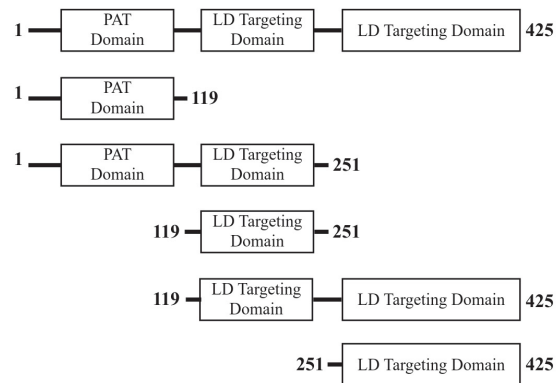 1 PAT Domain LD Targeting Domain LD Targeting Domain 425
1 PAT Domain 119
1 PAT Domain LD Targeting Domain 251
119 LD Targeting Domain 251
119 LD Targeting Domain LD Targeting Domain 425
251 LD Targeting Domain 425